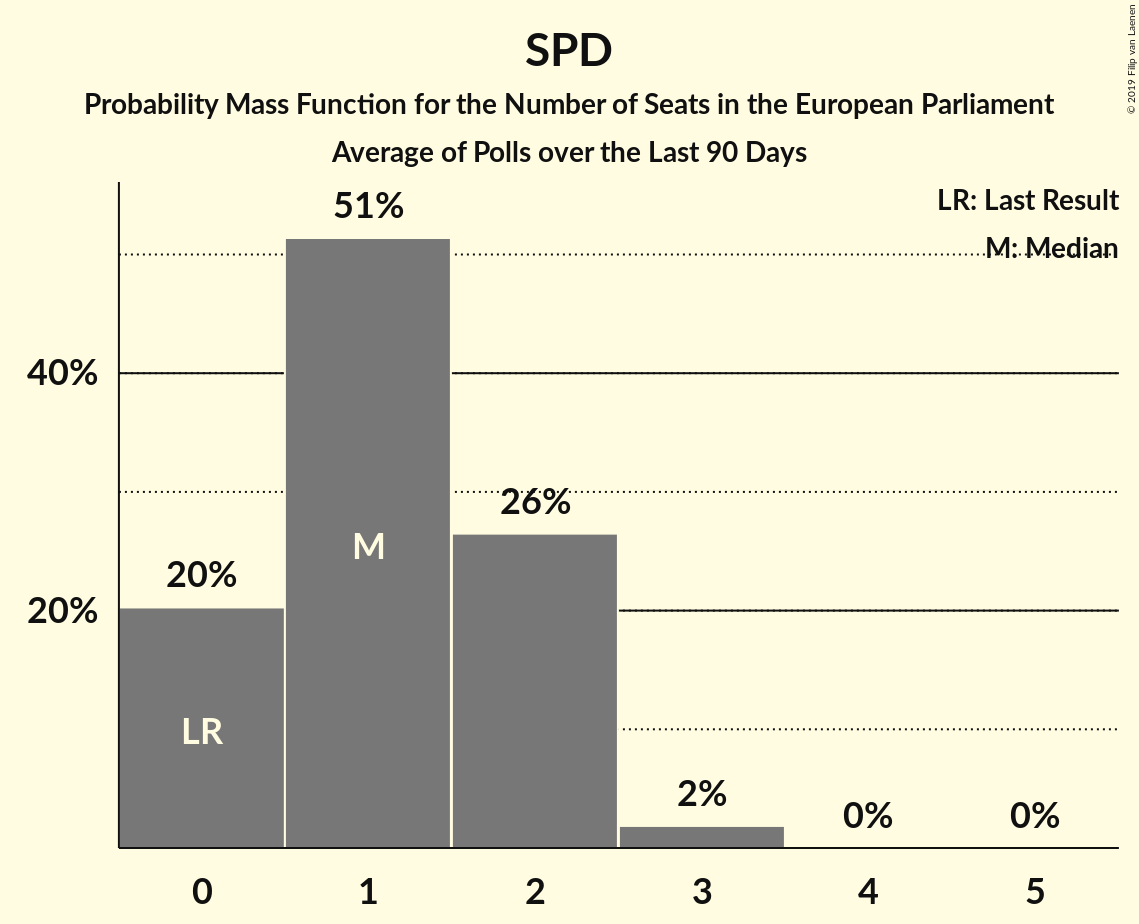 SPD
Probability Mass Function for the Number of Seats in the European Parliament
Average of Polls over the Last 90 Days
© 2019 Filip van Laenen
LR: Last Result
M: Median
51%
40%
26%
M
20%
20%
LR
2%
0%
0%
0 1 2 3 4 5